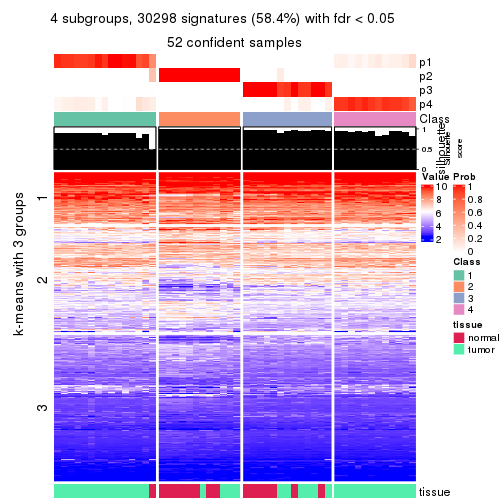 4 subgroups, 30298 signatures (58.4%) with fdr < 0.05
52 confident samples
p1
p2
p3
p4
Class
1
0.5
0
silhouette
Silhouette
score
k-means with 3 groups
1
2
3
Value
10
8
6
4
2
Prob
1
0.8
0.6
0.4
0.2
0
Class
1
2
3
4
tissue
normal
tumor
tissue